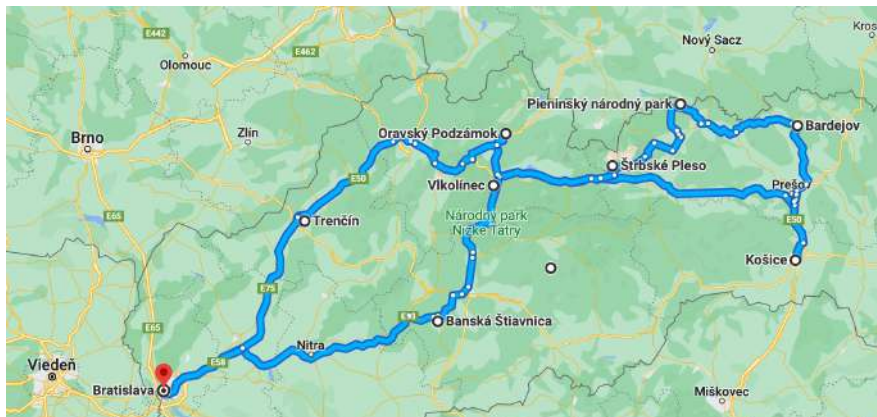 E442
Olomouc
E462
Nový Sacz
Kros
Pieninský národný park
Brno
Zlín
Oravský Podzámok
Bardejov
Štrbské Pleso
E50
Vlkolínec
Prešo
E65
Trenčín
Národný park
Nízke Tatry
E50
Košice
E75
E65
E93
Banská Štiavnica
Nitra
E58
Viedeň
Bratislava
Miškovec